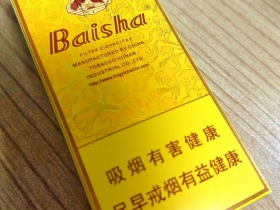 Baisha
FILTER CIGARETTES
MANUFACTURED BY CHINA
TOBACCO HUNAN
INDUSTRIAL CO., LTD.
吸烟有害健康
尽早戒烟有益健康